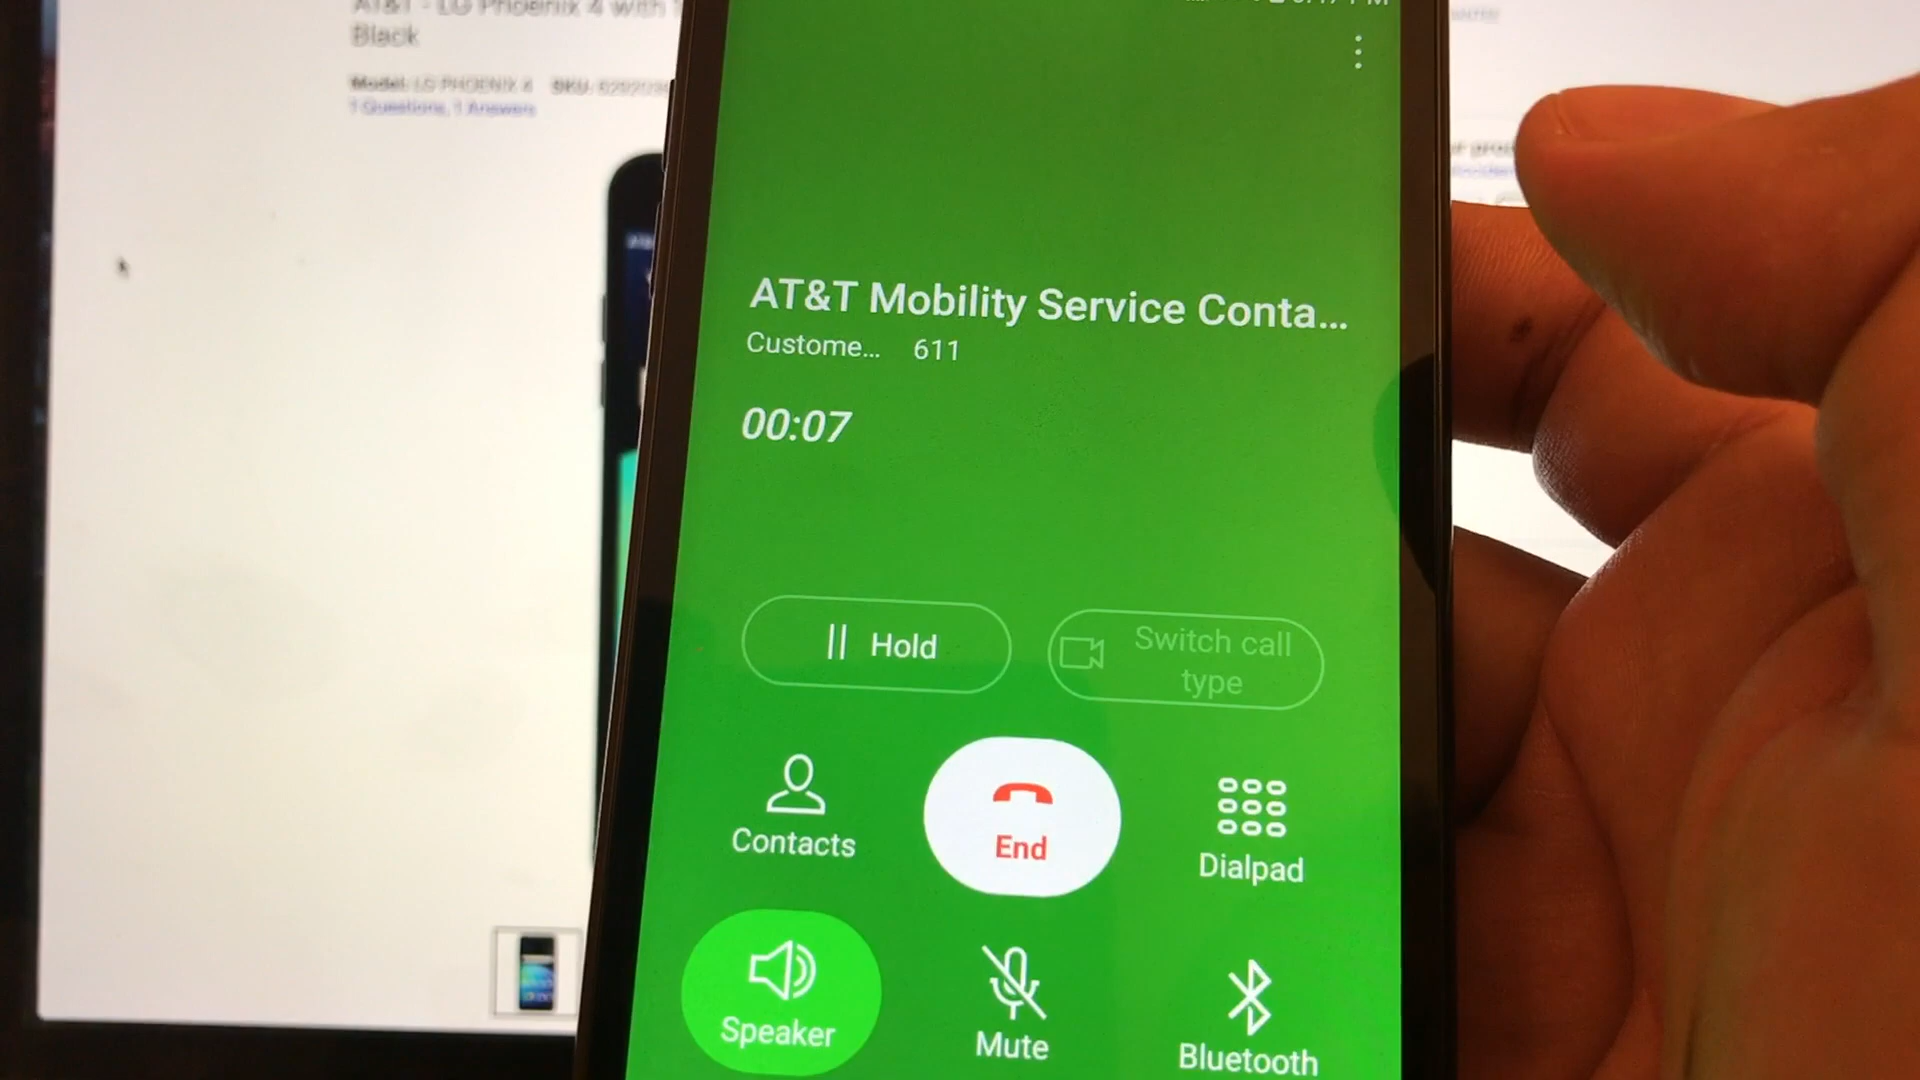 AT&T - LG Phoenix 4 with
Black
Model: LG PHOENIX 4 SKU:
1 Questions, 1 Answers
AT&T Mobility Service Conta...
Custome... 611
00:07
Hold
Switch call
type
Contacts
End
Dialpad
Speaker
Mute
Bluetooth